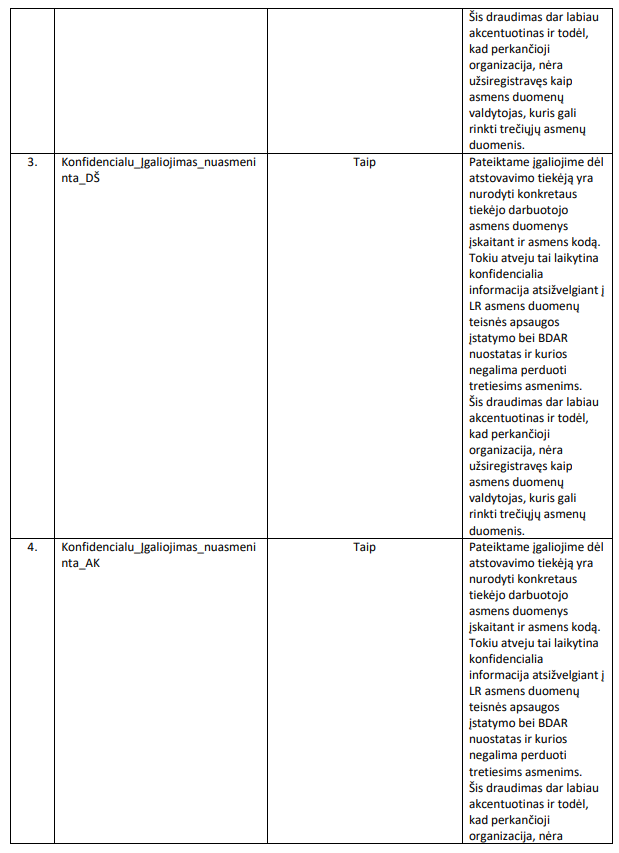 Šis draudimas dar labiau
akcentuotinas ir todėl,
kad perkančioji
organizacija, nėra
užsiregistravęs kaip
asmens duomenų
valdytojas, kuris gali
rinkti trečiųjų asmenų
duomenis.
3. Konfidencialu_Įgaliojimas_nuasmeni Taip Pateiktame įgaliojime dėl
nta_DŠ atstovavimo tiekėją yra
nurodyti konkretaus
tiekėjo darbuotojo
asmens duomenys
įskaitant ir asmens kodą.
Tokiu atveju tai laikytina
konfidencialia
informacija atsižvelgiant į
LR asmens duomenų
teisnės apsaugos
įstatymo bei BDAR
nuostatas ir kurios
negalima perduoti
tretiesims asmenims.
Šis draudimas dar labiau
akcentuotinas ir todėl,
kad perkančioji
organizacija, nėra
užsiregistravęs kaip
asmens duomenų
valdytojas, kuris gali
rinkti trečiųjų asmenų
duomenis.
4. Konfidencialu_Įgaliojimas_nuasmeni Taip Pateiktame įgaliojime dėl
nta_AK atstovavimo tiekėją yra
nurodyti konkretaus
tiekėjo darbuotojo
asmens duomenys
įskaitant ir asmens kodą.
Tokiu atveju tai laikytina
konfidencialia
informacija atsižvelgiant į
LR asmens duomenų
teisnės apsaugos
įstatymo bei BDAR
nuostatas ir kurios
negalima perduoti
tretiesims asmenims.
Šis draudimas dar labiau
akcentuotinas ir todėl,
kad perkančioji
organizacija, nėra